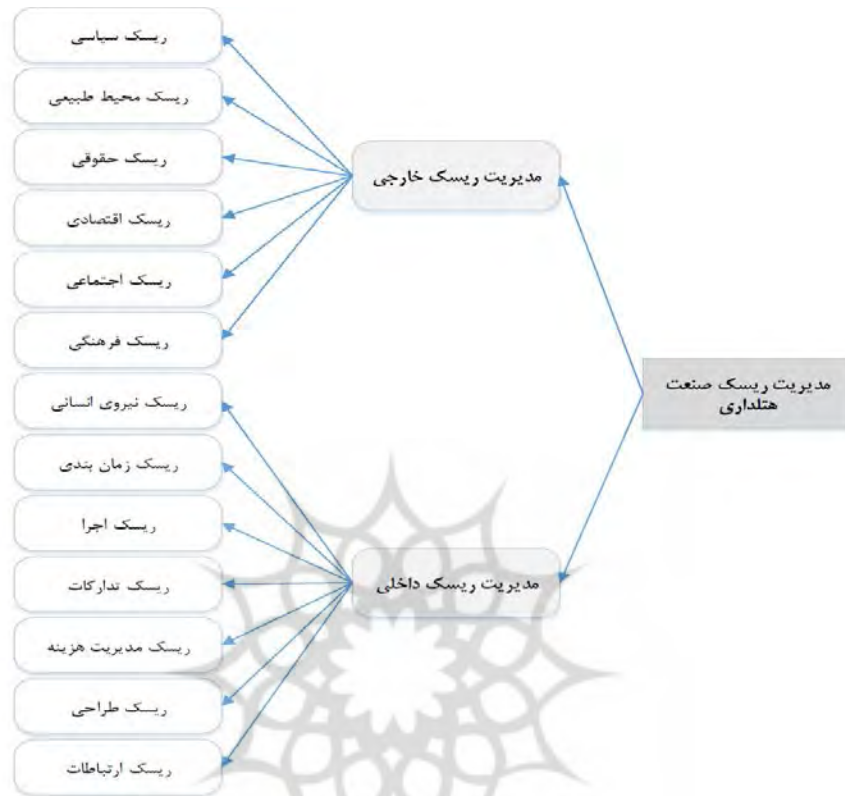 مدیریت ریسک صنعت
هتلداری
مدیریت ریسک خارجی
ریسک سیاسی
ریسک محیط طبیعی
ریسک حقوقی
ریسک اقتصادی
ریسک اجتماعی
ریسک فرهنگی
مدیریت ریسک داخلی
ریسک نیروی انسانی
ریسک زمان بندی
ریسک اجرا
ریسک تدارکات
ریسک مدیریت هزینه
ریسک طراحی
ریسک ارتباطات